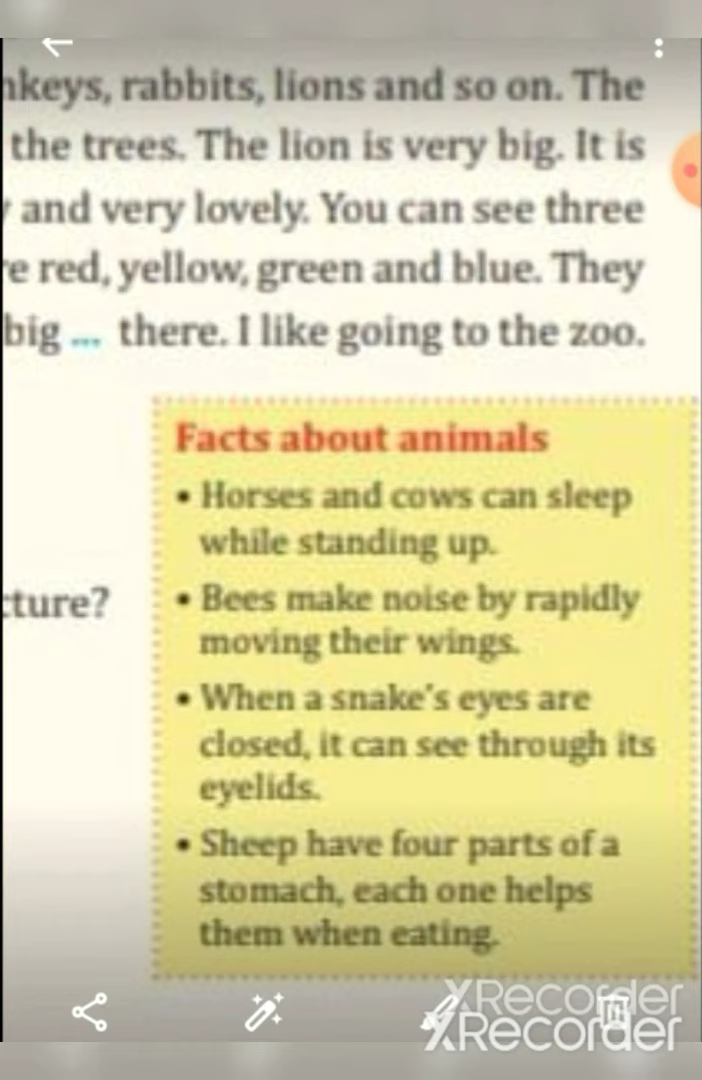 nkeys, rabbits, lions and so on. The
the trees. The lion is very big. It is
and very lovely. You can see three
e red, yellow, green and blue. They
big ... there. I like going to the zoo.
Facts about animals
• Horses and cows can sleep
while standing up.
cture?
• Bees make noise by rapidly
moving their wings.
• When a snake's eyes are
closed, it can see through its
eyelids.
• Sheep have four parts of a
stomach, each one helps
them when eating.
XRecorder
XRecorder